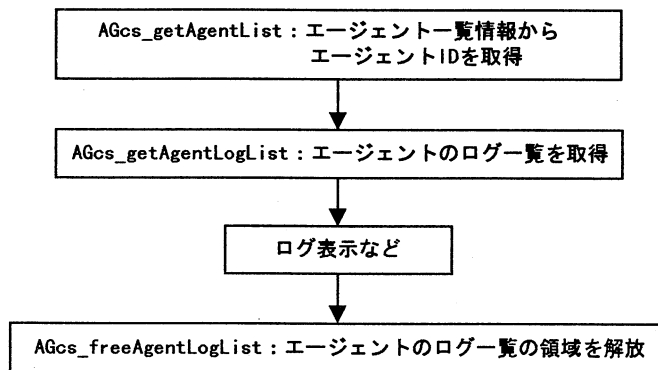 AGcs_getAgentList：エージェント一覧情報から
エージェントIDを取得
AGcs_getAgentLogList：エージェントのログ一覧を取得
ログ表示など
AGcs_freeAgentLogList：エージェントのログ一覧の領域を解放